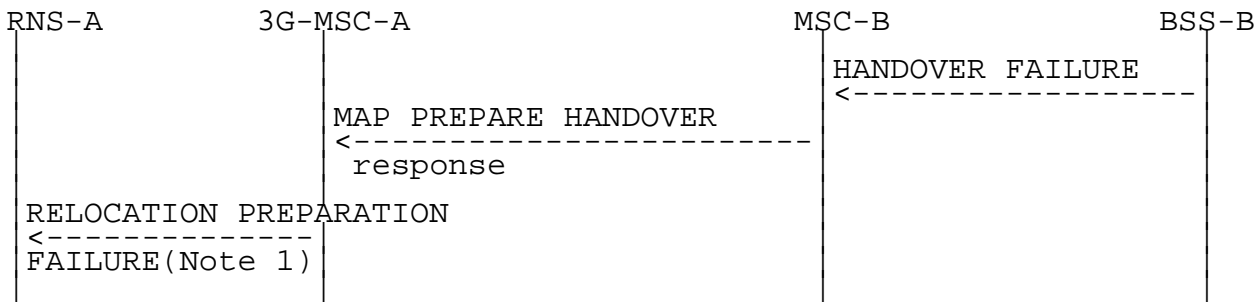 RNS-A 3G-MSC-A MSC-B BSS-B
HANDOVER FAILURE
MAP PREPARE HANDOVER
response
RELOCATION PREPARATION
FAILURE(Note 1)